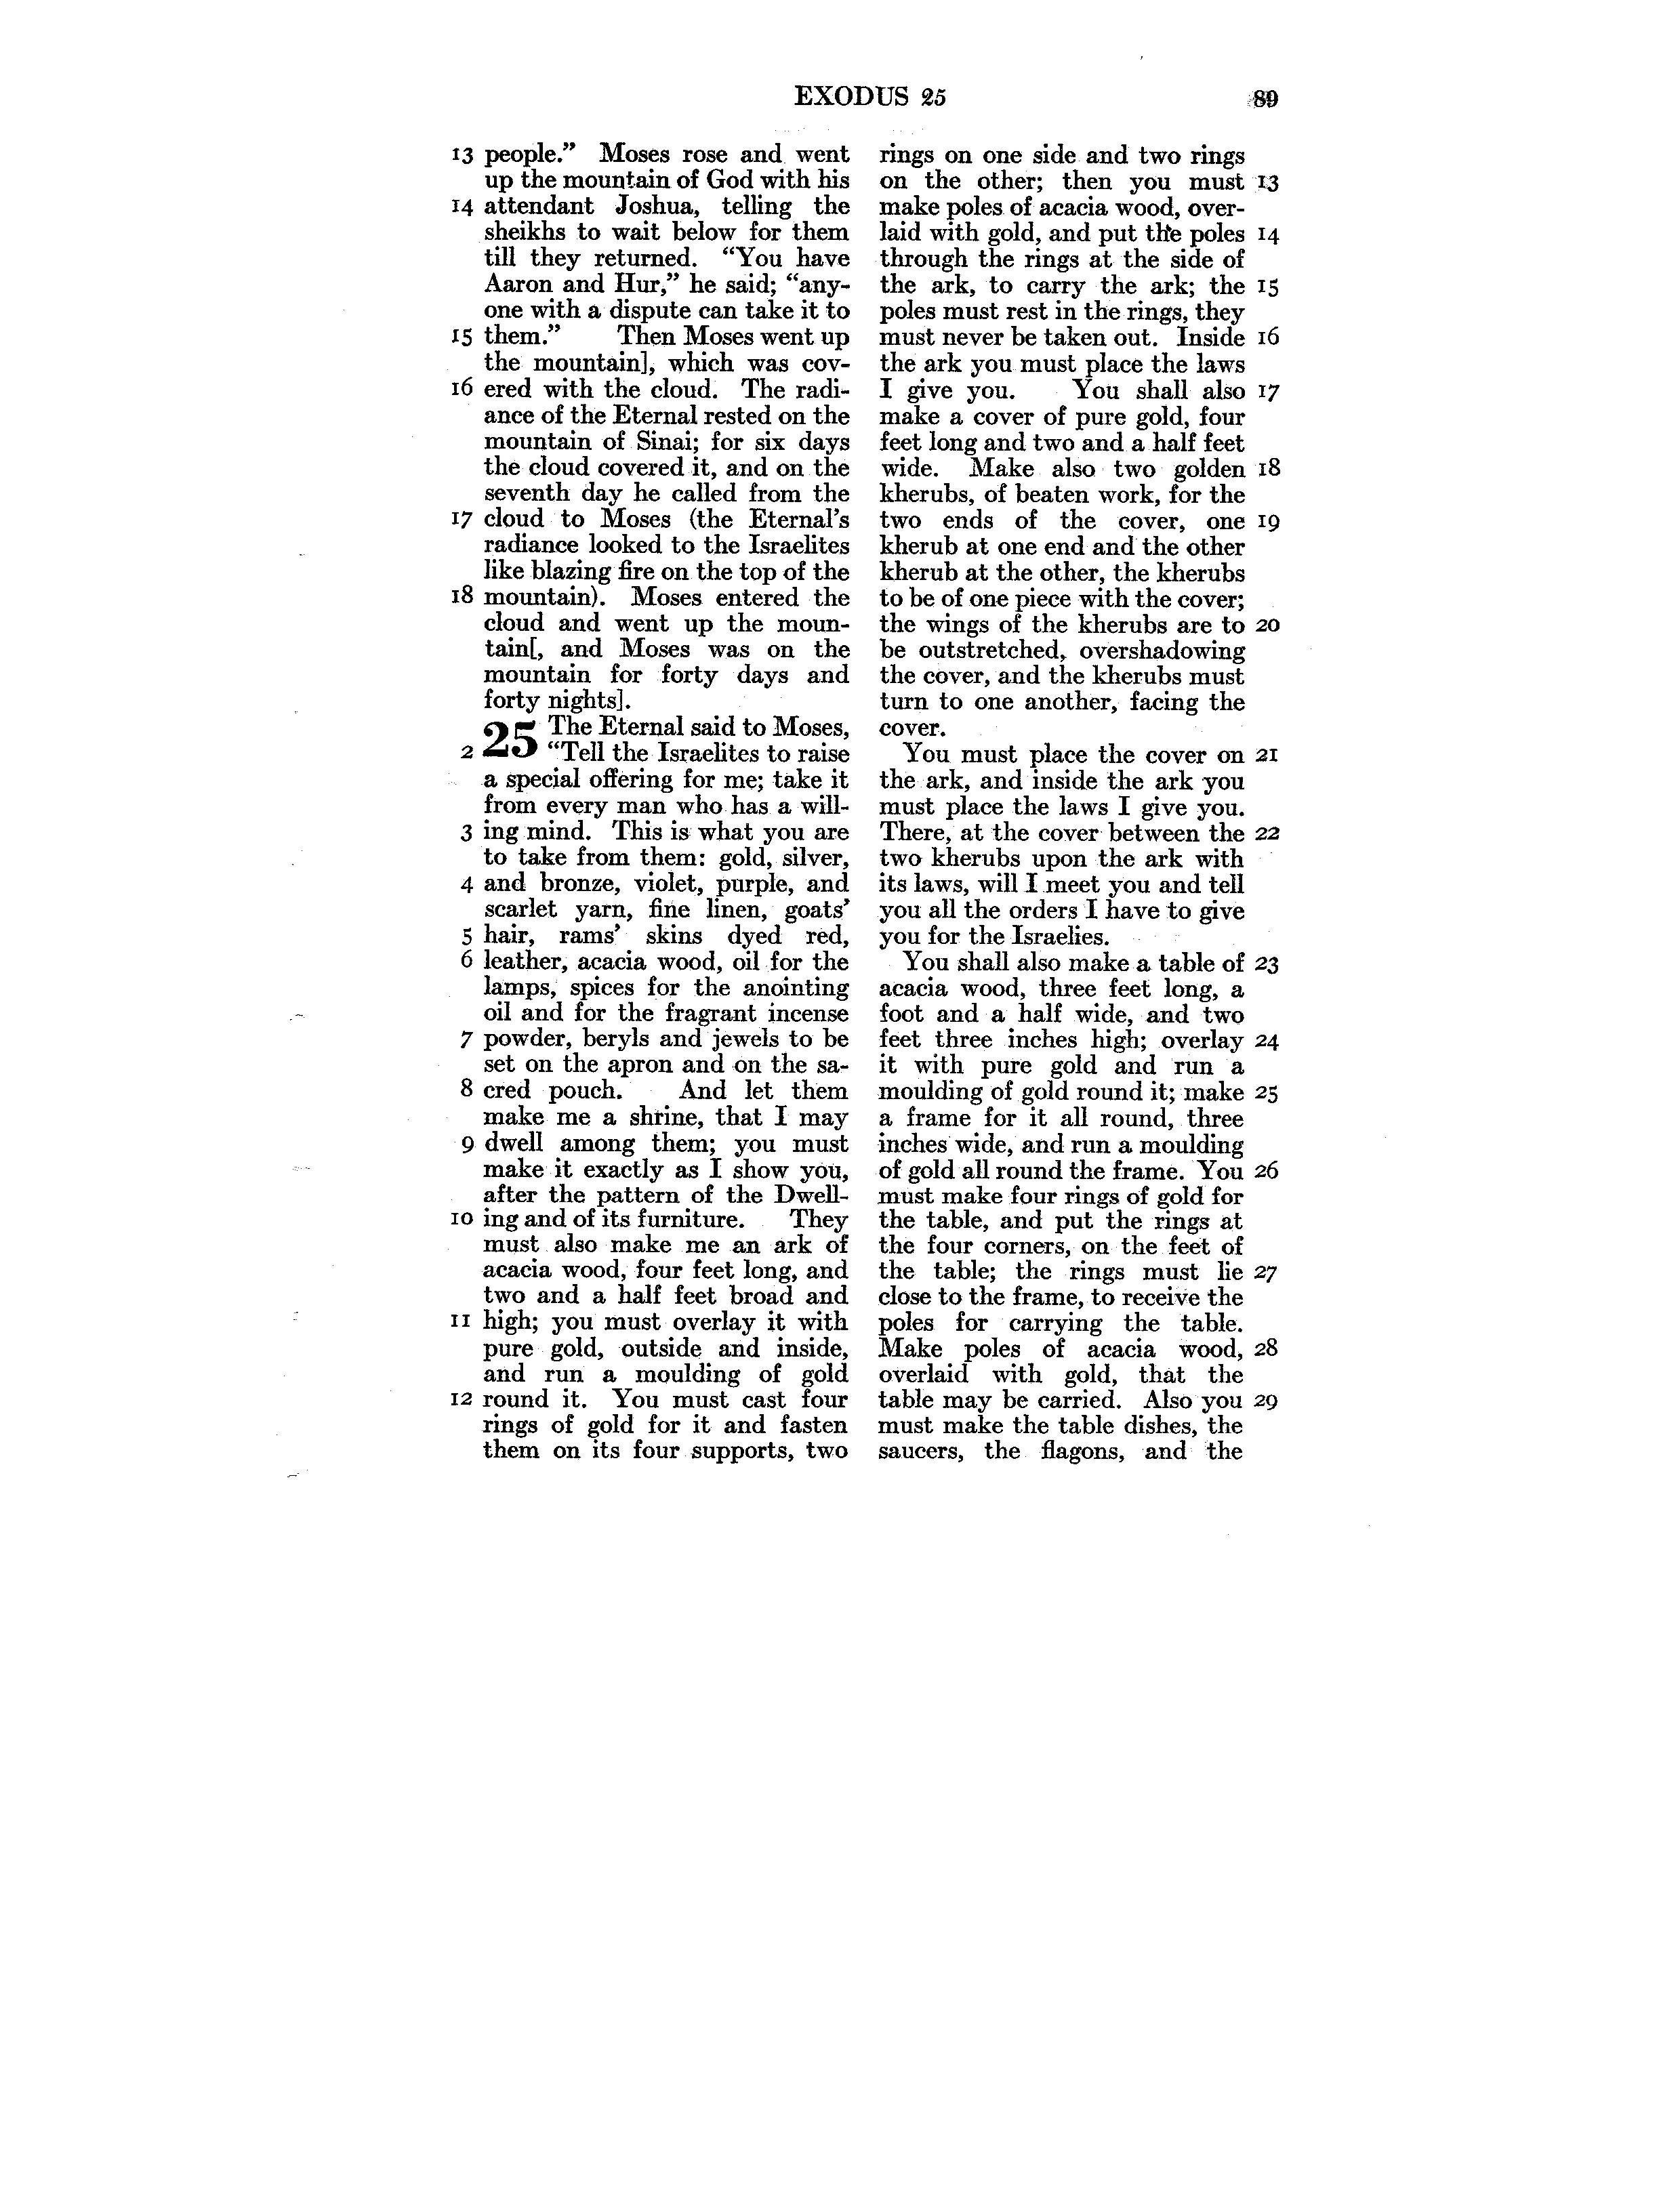 EXODUS 25 89
13 people.” Moses rose and went
up the mountain of God with his
14 attendant Joshua, telling the
sheikhs to wait below for them
till they returned. “You have
Aaron and Hur,” he said; “any-
one with a dispute can take it to
15 them.” Then Moses went up
the mountain], which was cov-
16 ered with the cloud. The radi-
ance of the Eternal rested on the
mountain of Sinai; for six days
the cloud covered it, and on the
seventh day he called from the
17 cloud to Moses (the Eternal’s
radiance looked to the Israelites
like blazing fire on the top of the
18 mountain). Moses entered the
cloud and went up the moun-
tain[, and Moses was on the
mountain for forty days and
forty nights].
25 The Eternal said to Moses,
2 “Tell the Israelites to raise
a special offering for me; take it
from every man who has a will-
3 ing mind. This is what you are
to take from them: gold, silver,
4 and bronze, violet, purple, and
scarlet yarn, fine linen, goats’
5 hair, rams’ skins dyed red,
6 leather, acacia wood, oil for the
lamps, spices for the anointing
oil and for the fragrant incense
7 powder, beryls and jewels to be
set on the apron and on the sa-
8 cred pouch. And let them
make me a shrine, that I may
9 dwell among them; you must
make it exactly as I show you,
after the pattern of the Dwell-
10 ing and of its furniture. They
must also make me an ark of
acacia wood, four feet long, and
two and a half feet broad and
11 high; you must overlay it with
pure gold, outside and inside,
and run a moulding of gold
12 round it. You must cast four
rings of gold for it and fasten
them on its four supports, two
rings on one side and two rings
on the other; then you must 13
make poles of acacia wood, over-
laid with gold, and put the poles 14
through the rings at the side of
the ark, to carry the ark; the 15
poles must rest in the rings, they
must never be taken out. Inside 16
the ark you must place the laws
I give you. You shall also 17
make a cover of pure gold, four
feet long and two and a half feet
wide. Make also two golden 18
kherubs, of beaten work, for the
two ends of the cover, one 19
kherub at one end and the other
kherub at the other, the kherubs
to be of one piece with the cover;
the wings of the kherubs are to 20
be outstretched, overshadowing
the cover, and the kherubs must
turn to one another, facing the
cover.
You must place the cover on 21
the ark, and inside the ark you
must place the laws I give you.
There, at the cover between the 22
two kherubs upon the ark with
its laws, will I meet you and tell
you all the orders I have to give
you for the Israelies.
You shall also make a table of 23
acacia wood, three feet long, a
foot and a half wide, and two
feet three inches high; overlay 24
it with pure gold and run a
moulding of gold round it; make 25
a frame for it all round, three
inches wide, and run a moulding
of gold all round the frame. You 26
must make four rings of gold for
the table, and put the rings at
the four corners, on the feet of
the table; the rings must lie 27
close to the frame, to receive the
poles for carrying the table.
Make poles of acacia wood, 28
overlaid with gold, that the
table may be carried. Also you 29
must make the table dishes, the
saucers, the flagons, and the